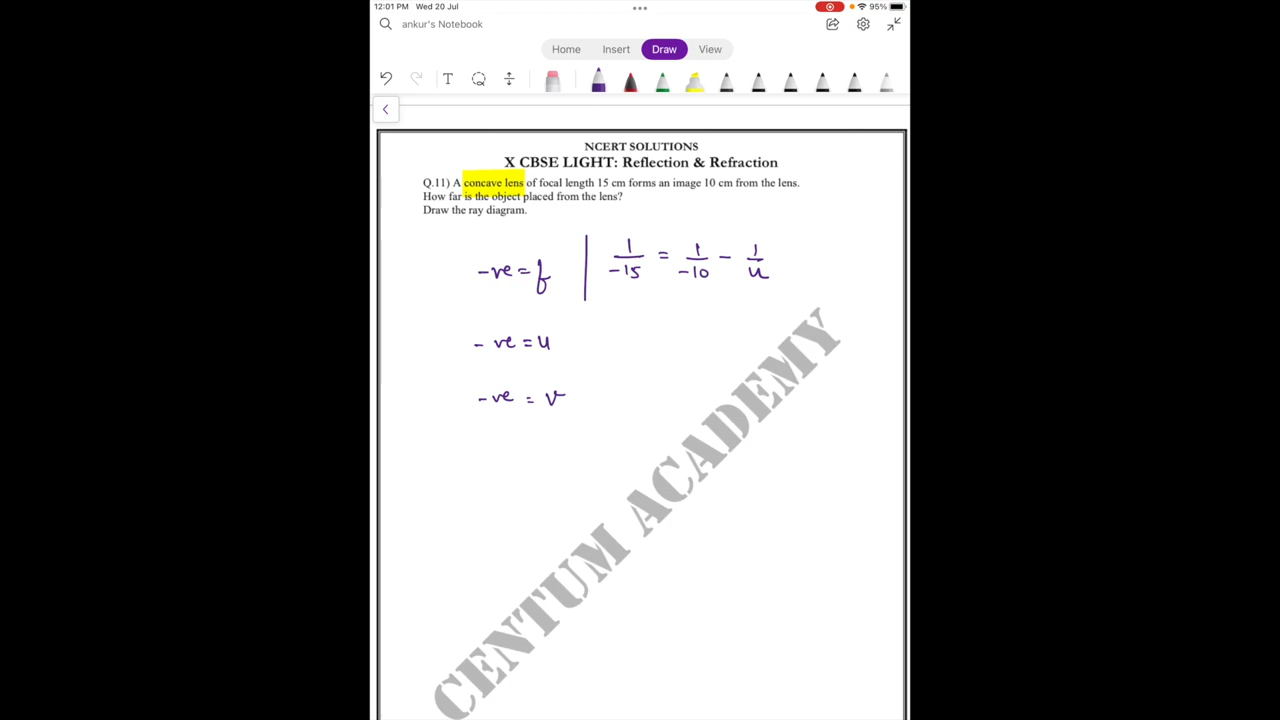 12:01 PM Wed 20 Jul
95%
ankur's Notebook
Home Insert Draw View
T
NCERT SOLUTIONS
X CBSE LIGHT: Reflection & Refraction
Q.11) A concave lens of focal length 15 cm forms an image 10 cm from the lens.
How far is the object placed from the lens?
Draw the ray diagram.
-ve = f | 1/-15 = 1/-10 - 1/u
- ve = u
-ve = v
CENTUM ACADEMY